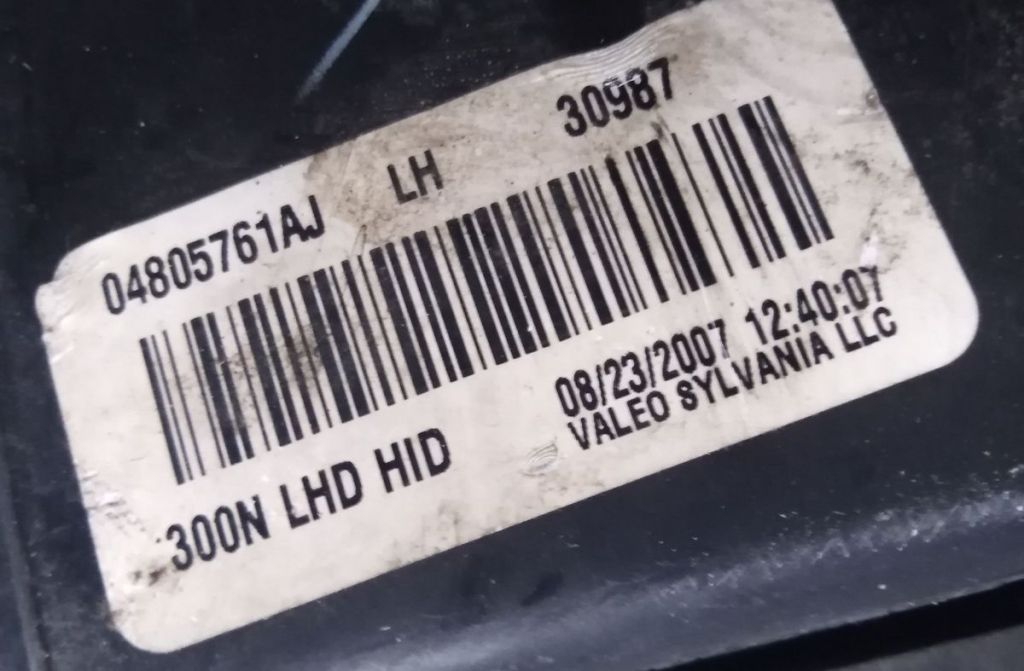 04805761AJ LH 30987
300N LHD HID
08/23/2007 12:40:07
VALEO SYLVANIA LLC